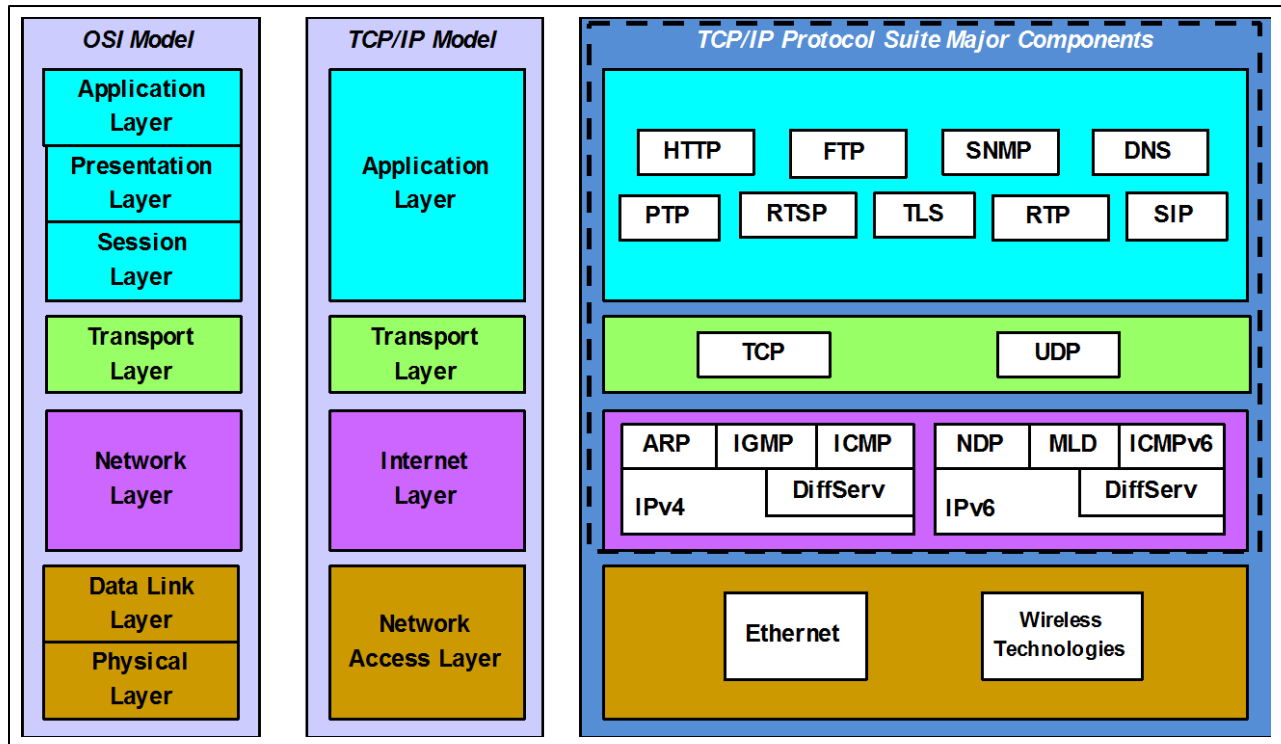 OSI Model
Application
Layer
Presentation
Layer
Session
Layer
Transport
Layer
Network
Layer
Data Link
Layer
Physical
Layer
TCP/IP Model
Application
Layer
Transport
Layer
Internet
Layer
Network
Access Layer
TCP/IP Protocol Suite Major Components
HTTP FTP SNMP DNS
PTP RTSP TLS RTP SIP
TCP UDP
ARP IGMP ICMP NDP MLD ICMPv6
DiffServ DiffServ
IPv4 IPv6
Ethernet
Wireless
Technologies